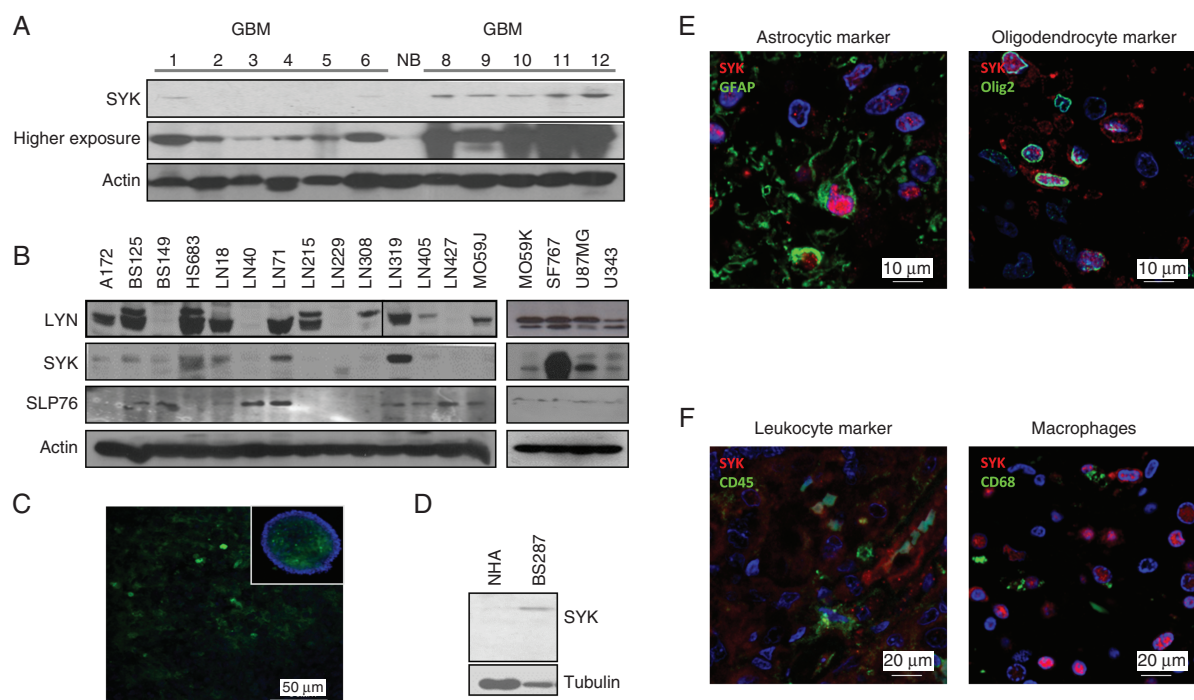 A
GBM
NB
GBM
1 2 3 4 5 6 8 9 10 11 12
SYK
Higher exposure
Actin
B
A172 BS125 BS149 HS683 LN18 LN40 LN71 LN215 LN229 LN308 LN319 LN405 LN427 MO59J MO59K SF767 U87MG U343
LYN
SYK
SLP76
Actin
C
50 μm
D
NHA BS287
SYK
Tubulin
E
Astrocytic marker
SYK
GFAP
10 μm
Oligodendrocyte marker
SYK
Olig2
10 μm
F
Leukocyte marker
SYK
CD45
20 μm
Macrophages
SYK
CD68
20 μm